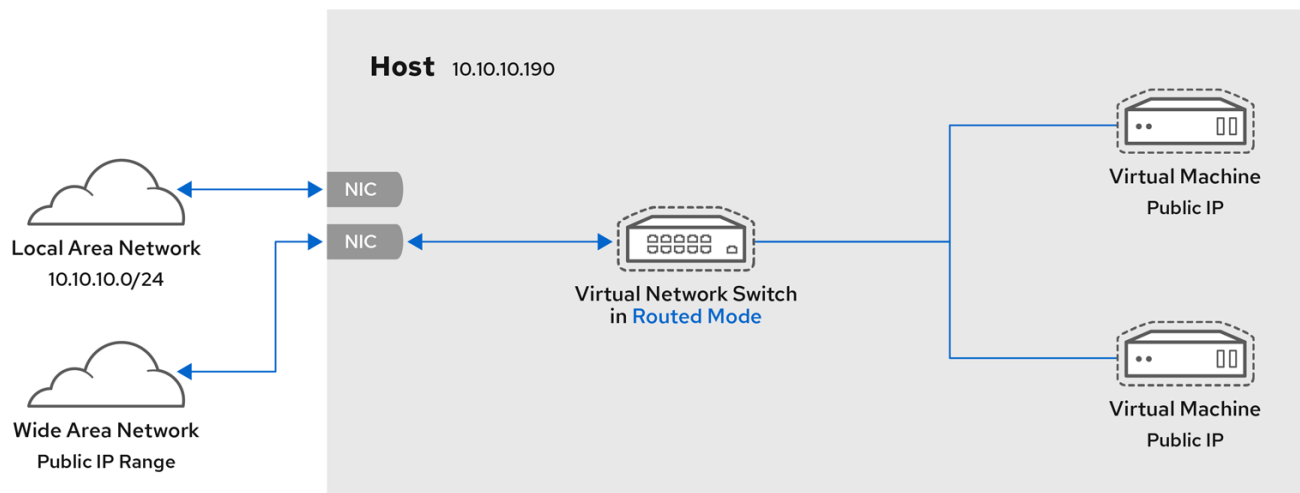 Host 10.10.10.190
NIC
NIC
Local Area Network
10.10.10.0/24
Wide Area Network
Public IP Range
Virtual Network Switch
in Routed Mode
Virtual Machine
Public IP
Virtual Machine
Public IP